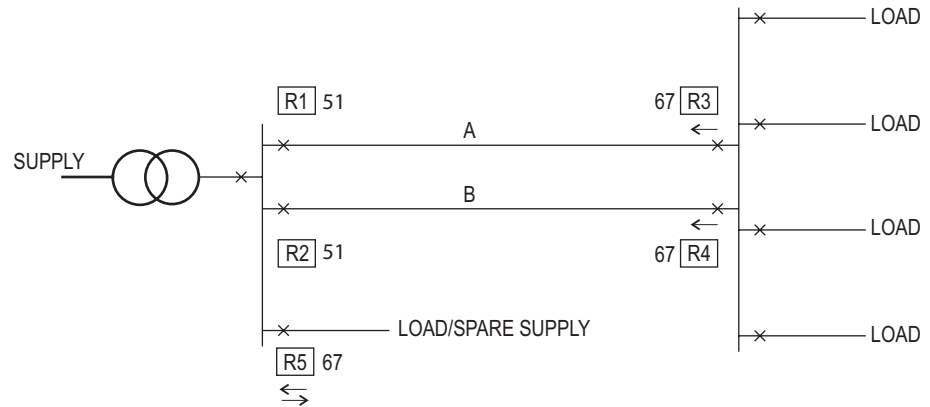 LOAD
R1 51
67 R3
LOAD
A
SUPPLY
B
LOAD
R2 51
67 R4
LOAD/SPARE SUPPLY
LOAD
R5 67